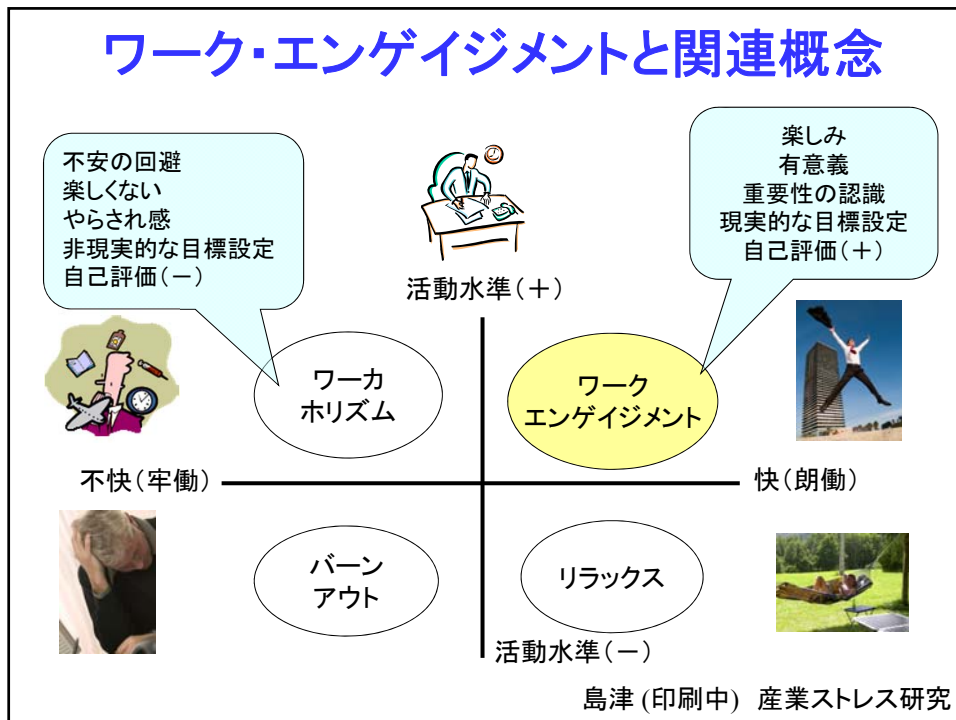 ワーク・エンゲイジメントと関連概念
不安の回避
楽しくない
やらされ感
非現実的な目標設定
自己評価(－)
楽しみ
有意義
重要性の認識
現実的な目標設定
自己評価(＋)
活動水準(＋)
ワーカ
ホリズム
ワーク
エンゲイジメント
不快(牢働)
快(朗働)
バーン
アウト
リラックス
活動水準(－)
島津 (印刷中) 産業ストレス研究